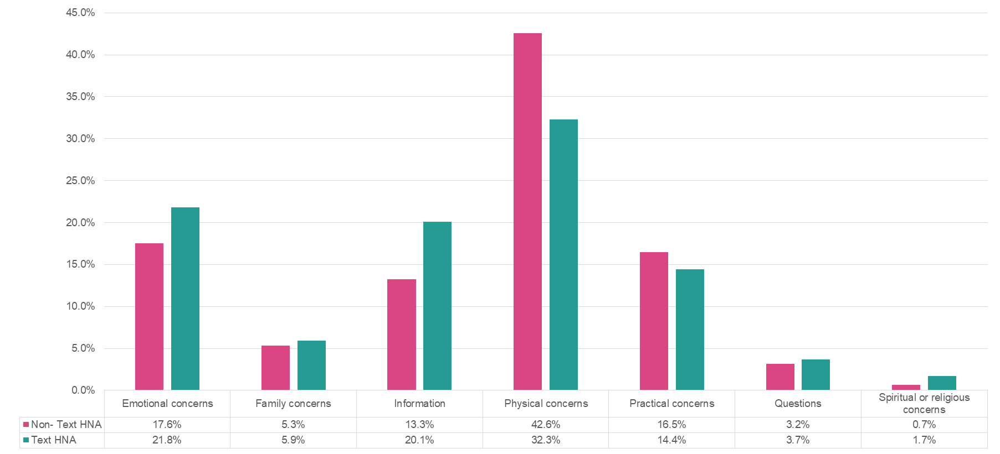 45.0%
40.0%
35.0%
30.0%
25.0%
20.0%
15.0%
10.0%
5.0%
0.0%
Emotional concerns Family concerns Information Physical concerns Practical concerns Questions Spiritual or religious
concerns
Non- Text HNA 17.6% 5.3% 13.3% 42.6% 16.5% 3.2% 0.7%
Text HNA 21.8% 5.9% 20.1% 32.3% 14.4% 3.7% 1.7%